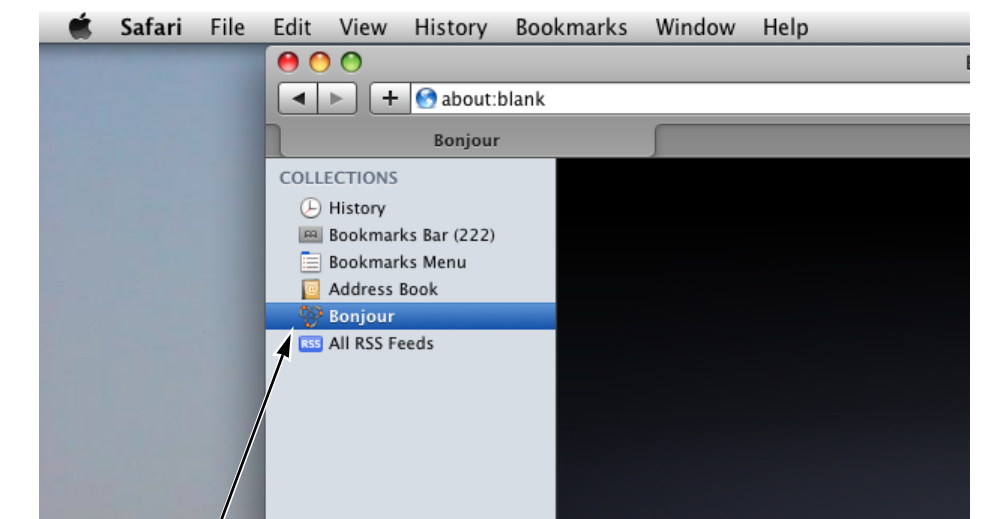 Safari File Edit View History Bookmarks Window Help
about:blank
Bonjour
COLLECTIONS
History
Bookmarks Bar (222)
Bookmarks Menu
Address Book
Bonjour
RSS All RSS Feeds